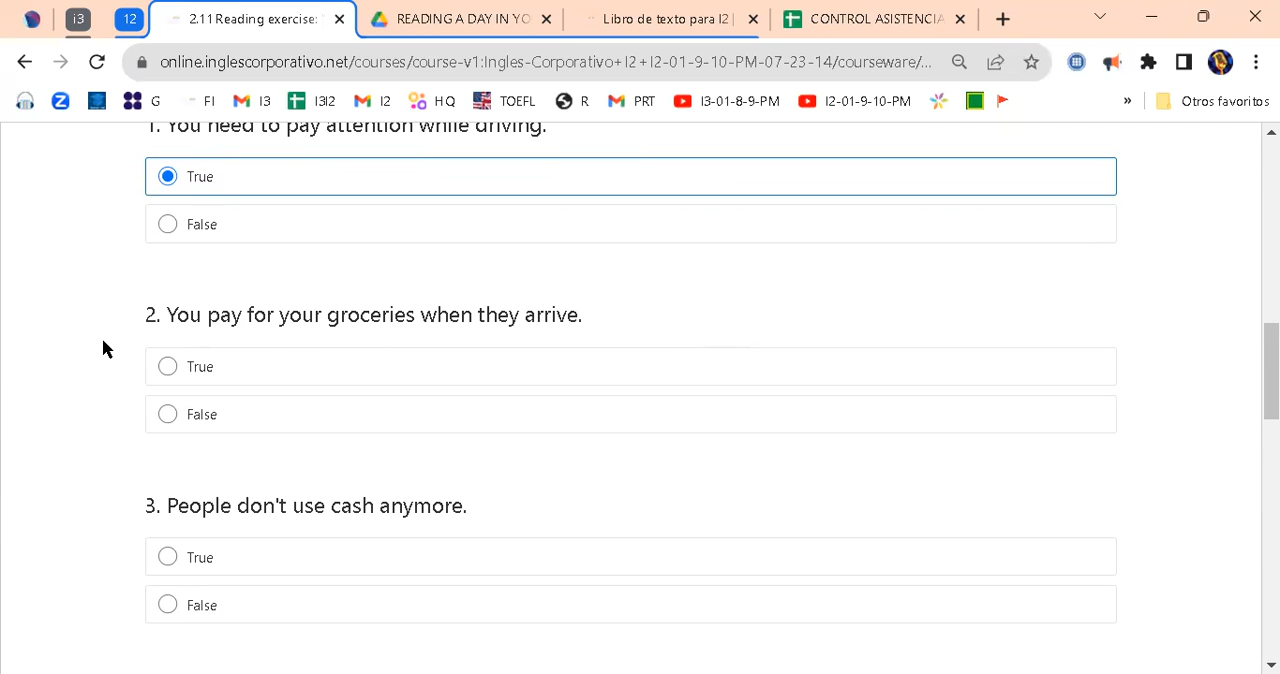 i3 12 2.11 Reading exercise: READING A DAY IN YO Libro de texto para I2 | CONTROL ASISTENCIA
online.inglescorporativo.net/courses/course-v1:Ingles-Corporativo+I2+I2-01-9-10-PM-07-23-14/courseware/...
G FI I3 I3I2 I2 HQ TOEFL R PRT I3-01-8-9-PM I2-01-9-10-PM » Otros favoritos
1. You need to pay attention while driving.
True
False
2. You pay for your groceries when they arrive.
True
False
3. People don't use cash anymore.
True
False